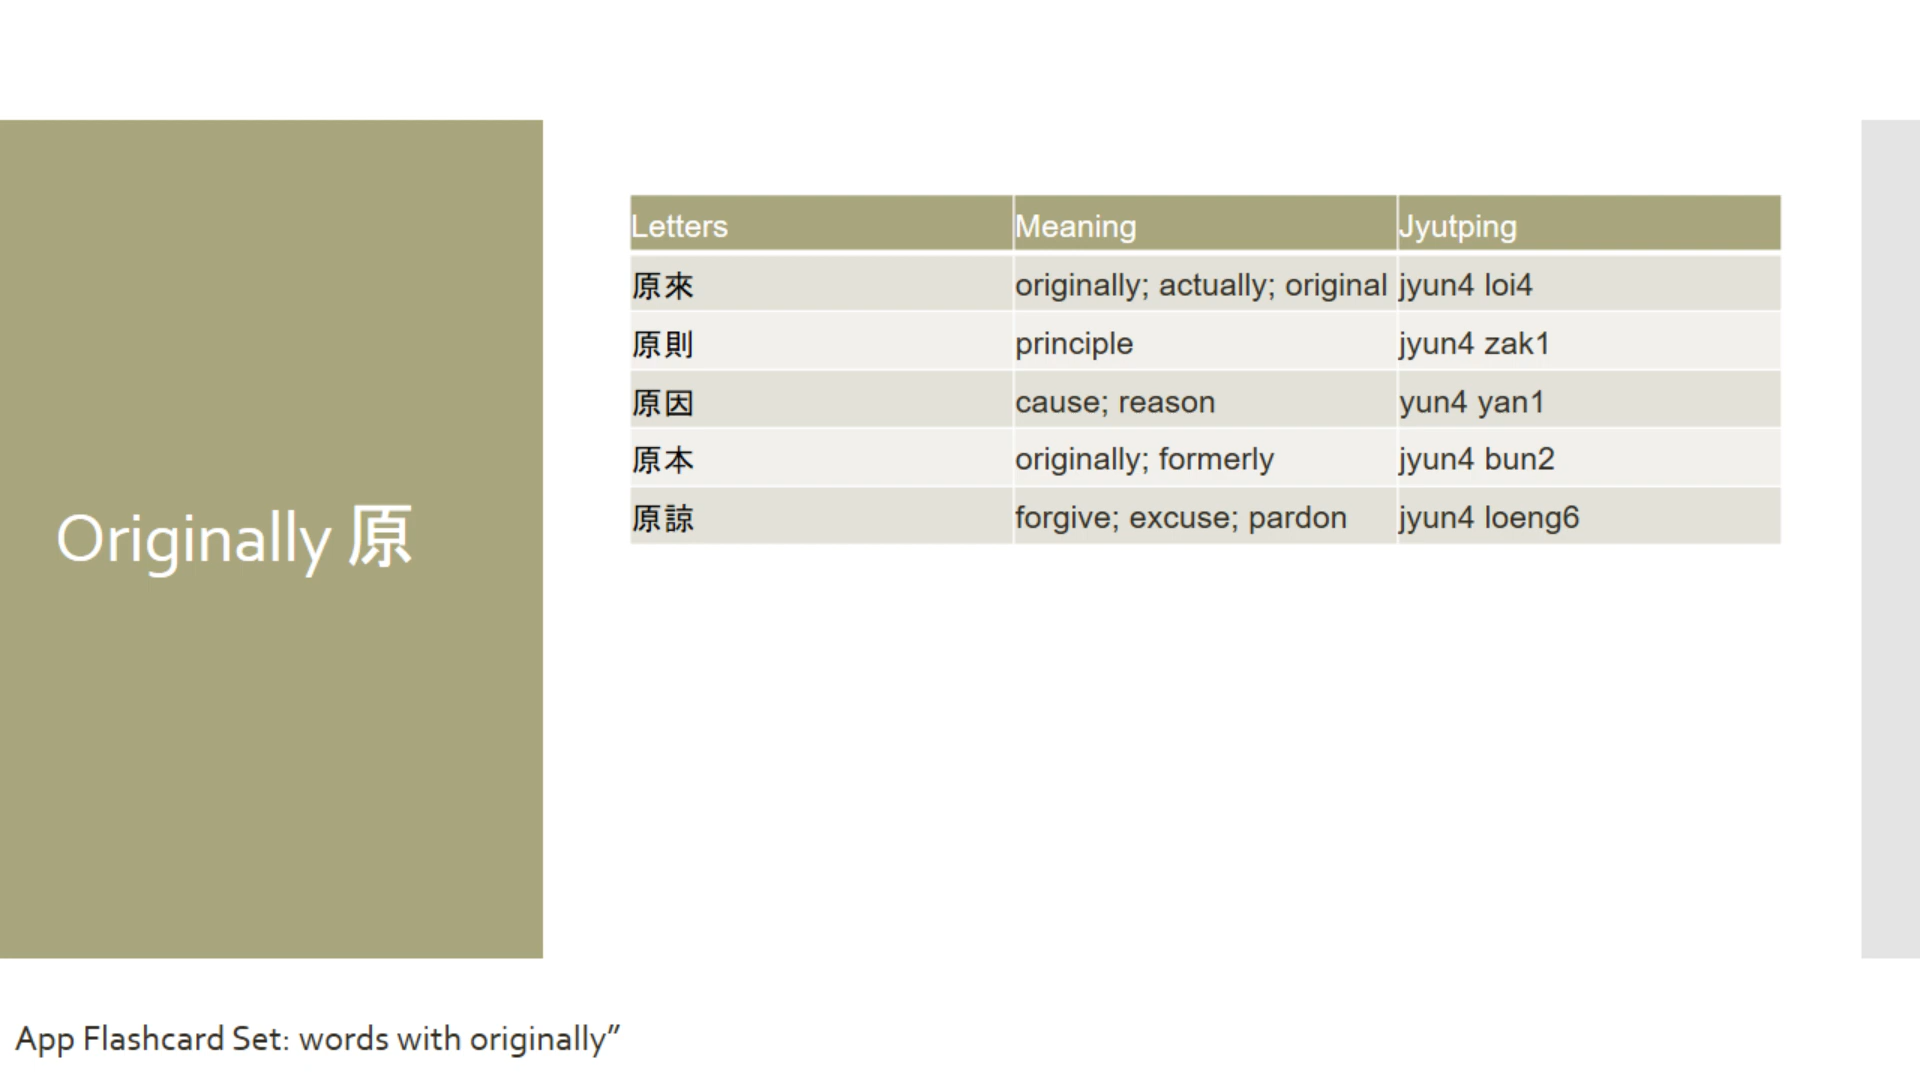 Originally 原
Letters Meaning Jyutping
原來 originally; actually; original jyun4 loi4
原則 principle jyun4 zak1
原因 cause; reason yun4 yan1
原本 originally; formerly jyun4 bun2
原諒 forgive; excuse; pardon jyun4 loeng6
App Flashcard Set: words with originally”